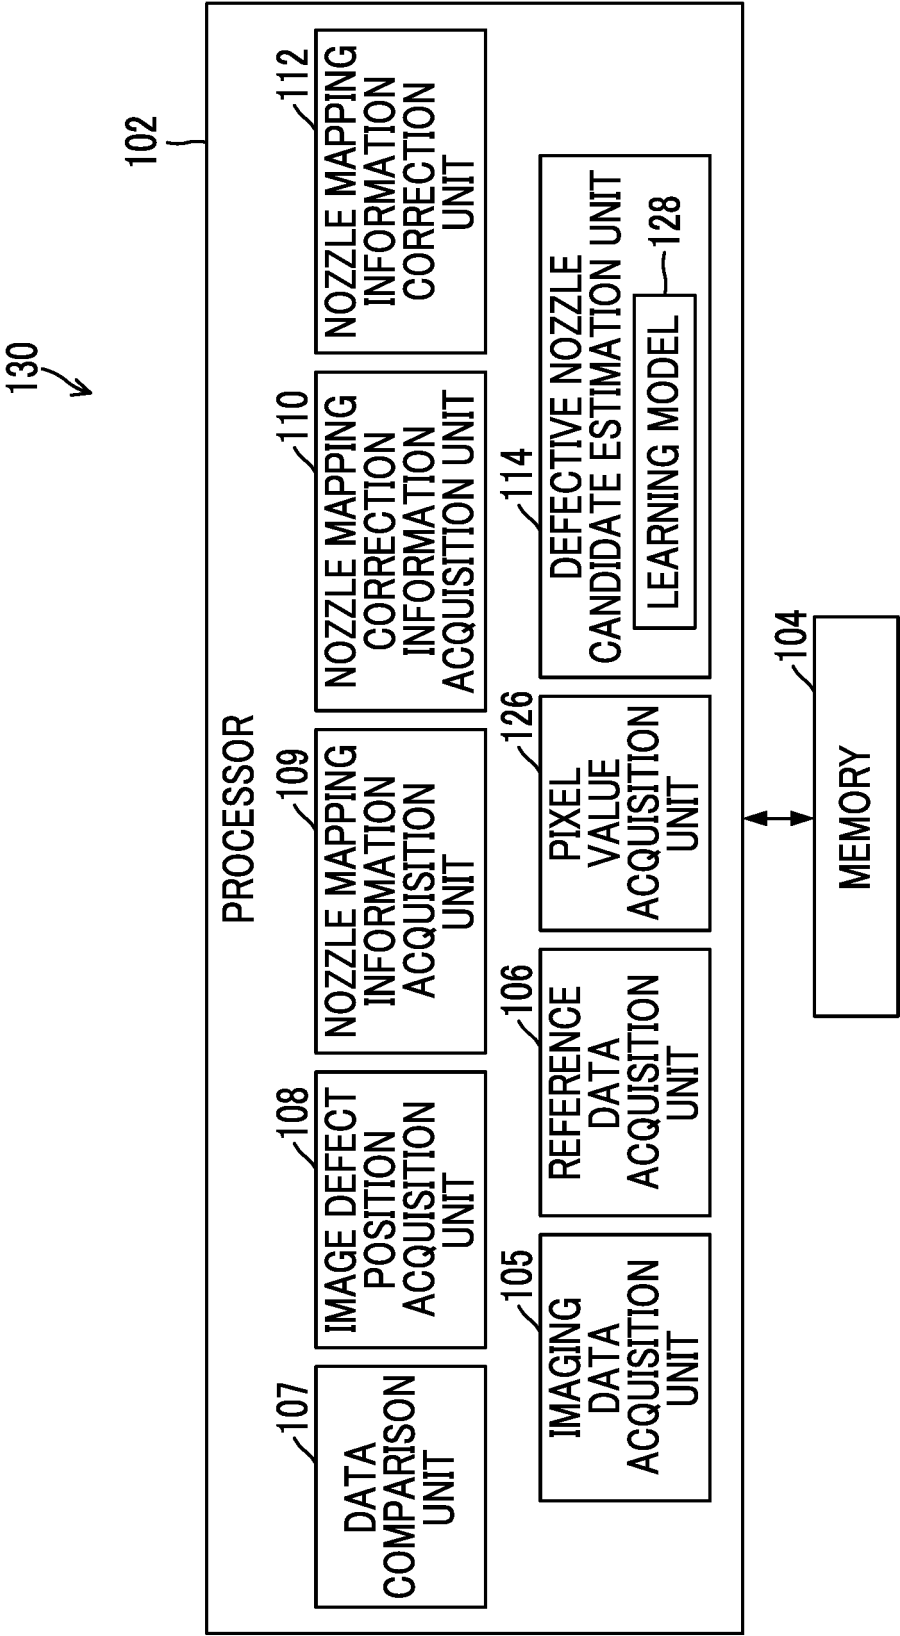 130
102
PROCESSOR
107
DATA
COMPARISON
UNIT
108
IMAGE DEFECT
POSITION
ACQUISITION
UNIT
109
NOZZLE MAPPING
INFORMATION
ACQUISITION
UNIT
110
NOZZLE MAPPING
CORRECTION
INFORMATION
ACQUISITION UNIT
112
NOZZLE MAPPING
INFORMATION
CORRECTION
UNIT
105
IMAGING
DATA
ACQUISITION
UNIT
106
REFERENCE
DATA
ACQUISITION
UNIT
126
PIXEL
VALUE
ACQUISITION
UNIT
114
DEFECTIVE NOZZLE
CANDIDATE ESTIMATION UNIT
128
LEARNING MODEL
104
MEMORY